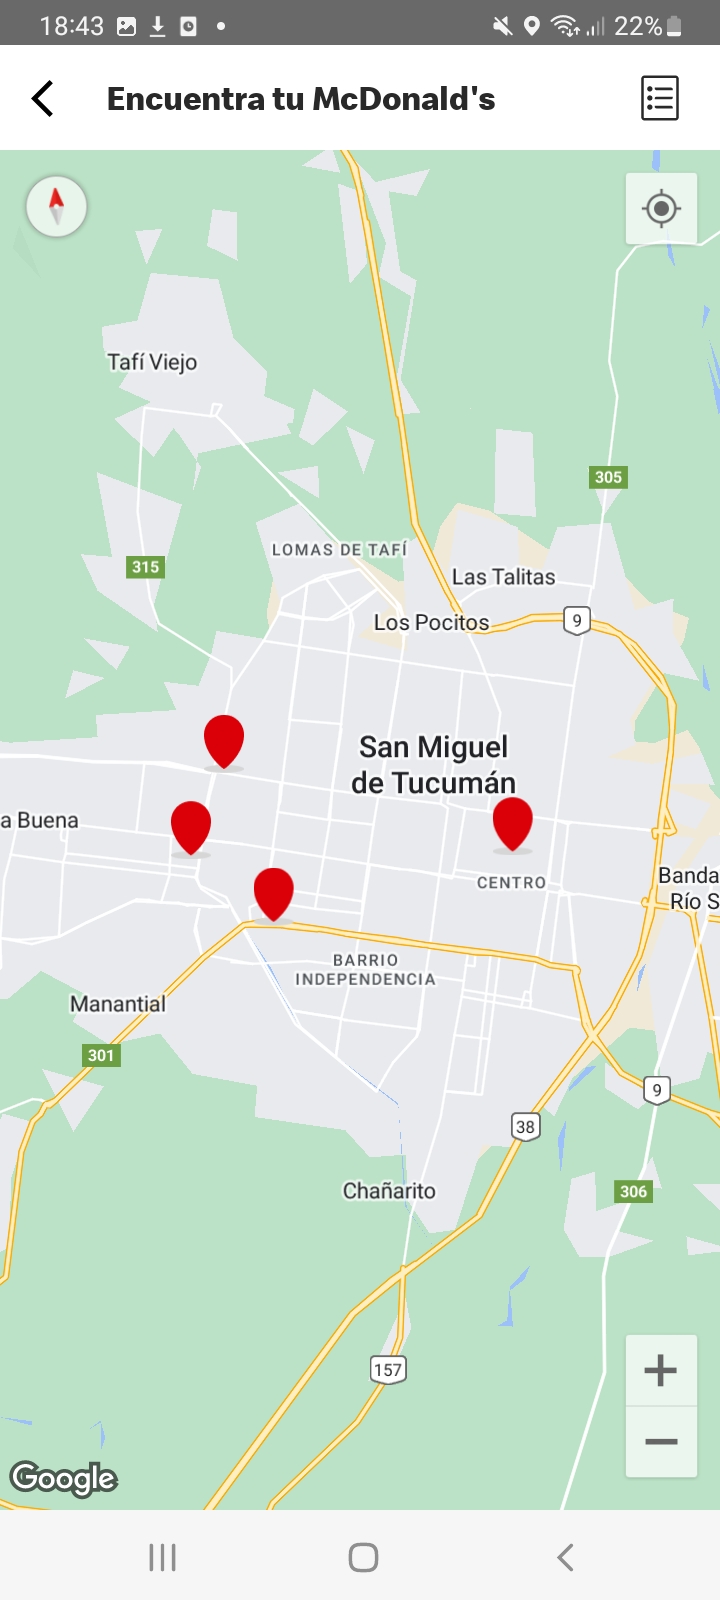 18:43
22%
Encuentra tu McDonald's
Tafí Viejo
305
LOMAS DE TAFÍ
315
Las Talitas
Los Pocitos
9
San Miguel
de Tucumán
a Buena
CENTRO
Banda
Río S
BARRIO
INDEPENDENCIA
Manantial
301
9
38
Chañarito
306
157
Google